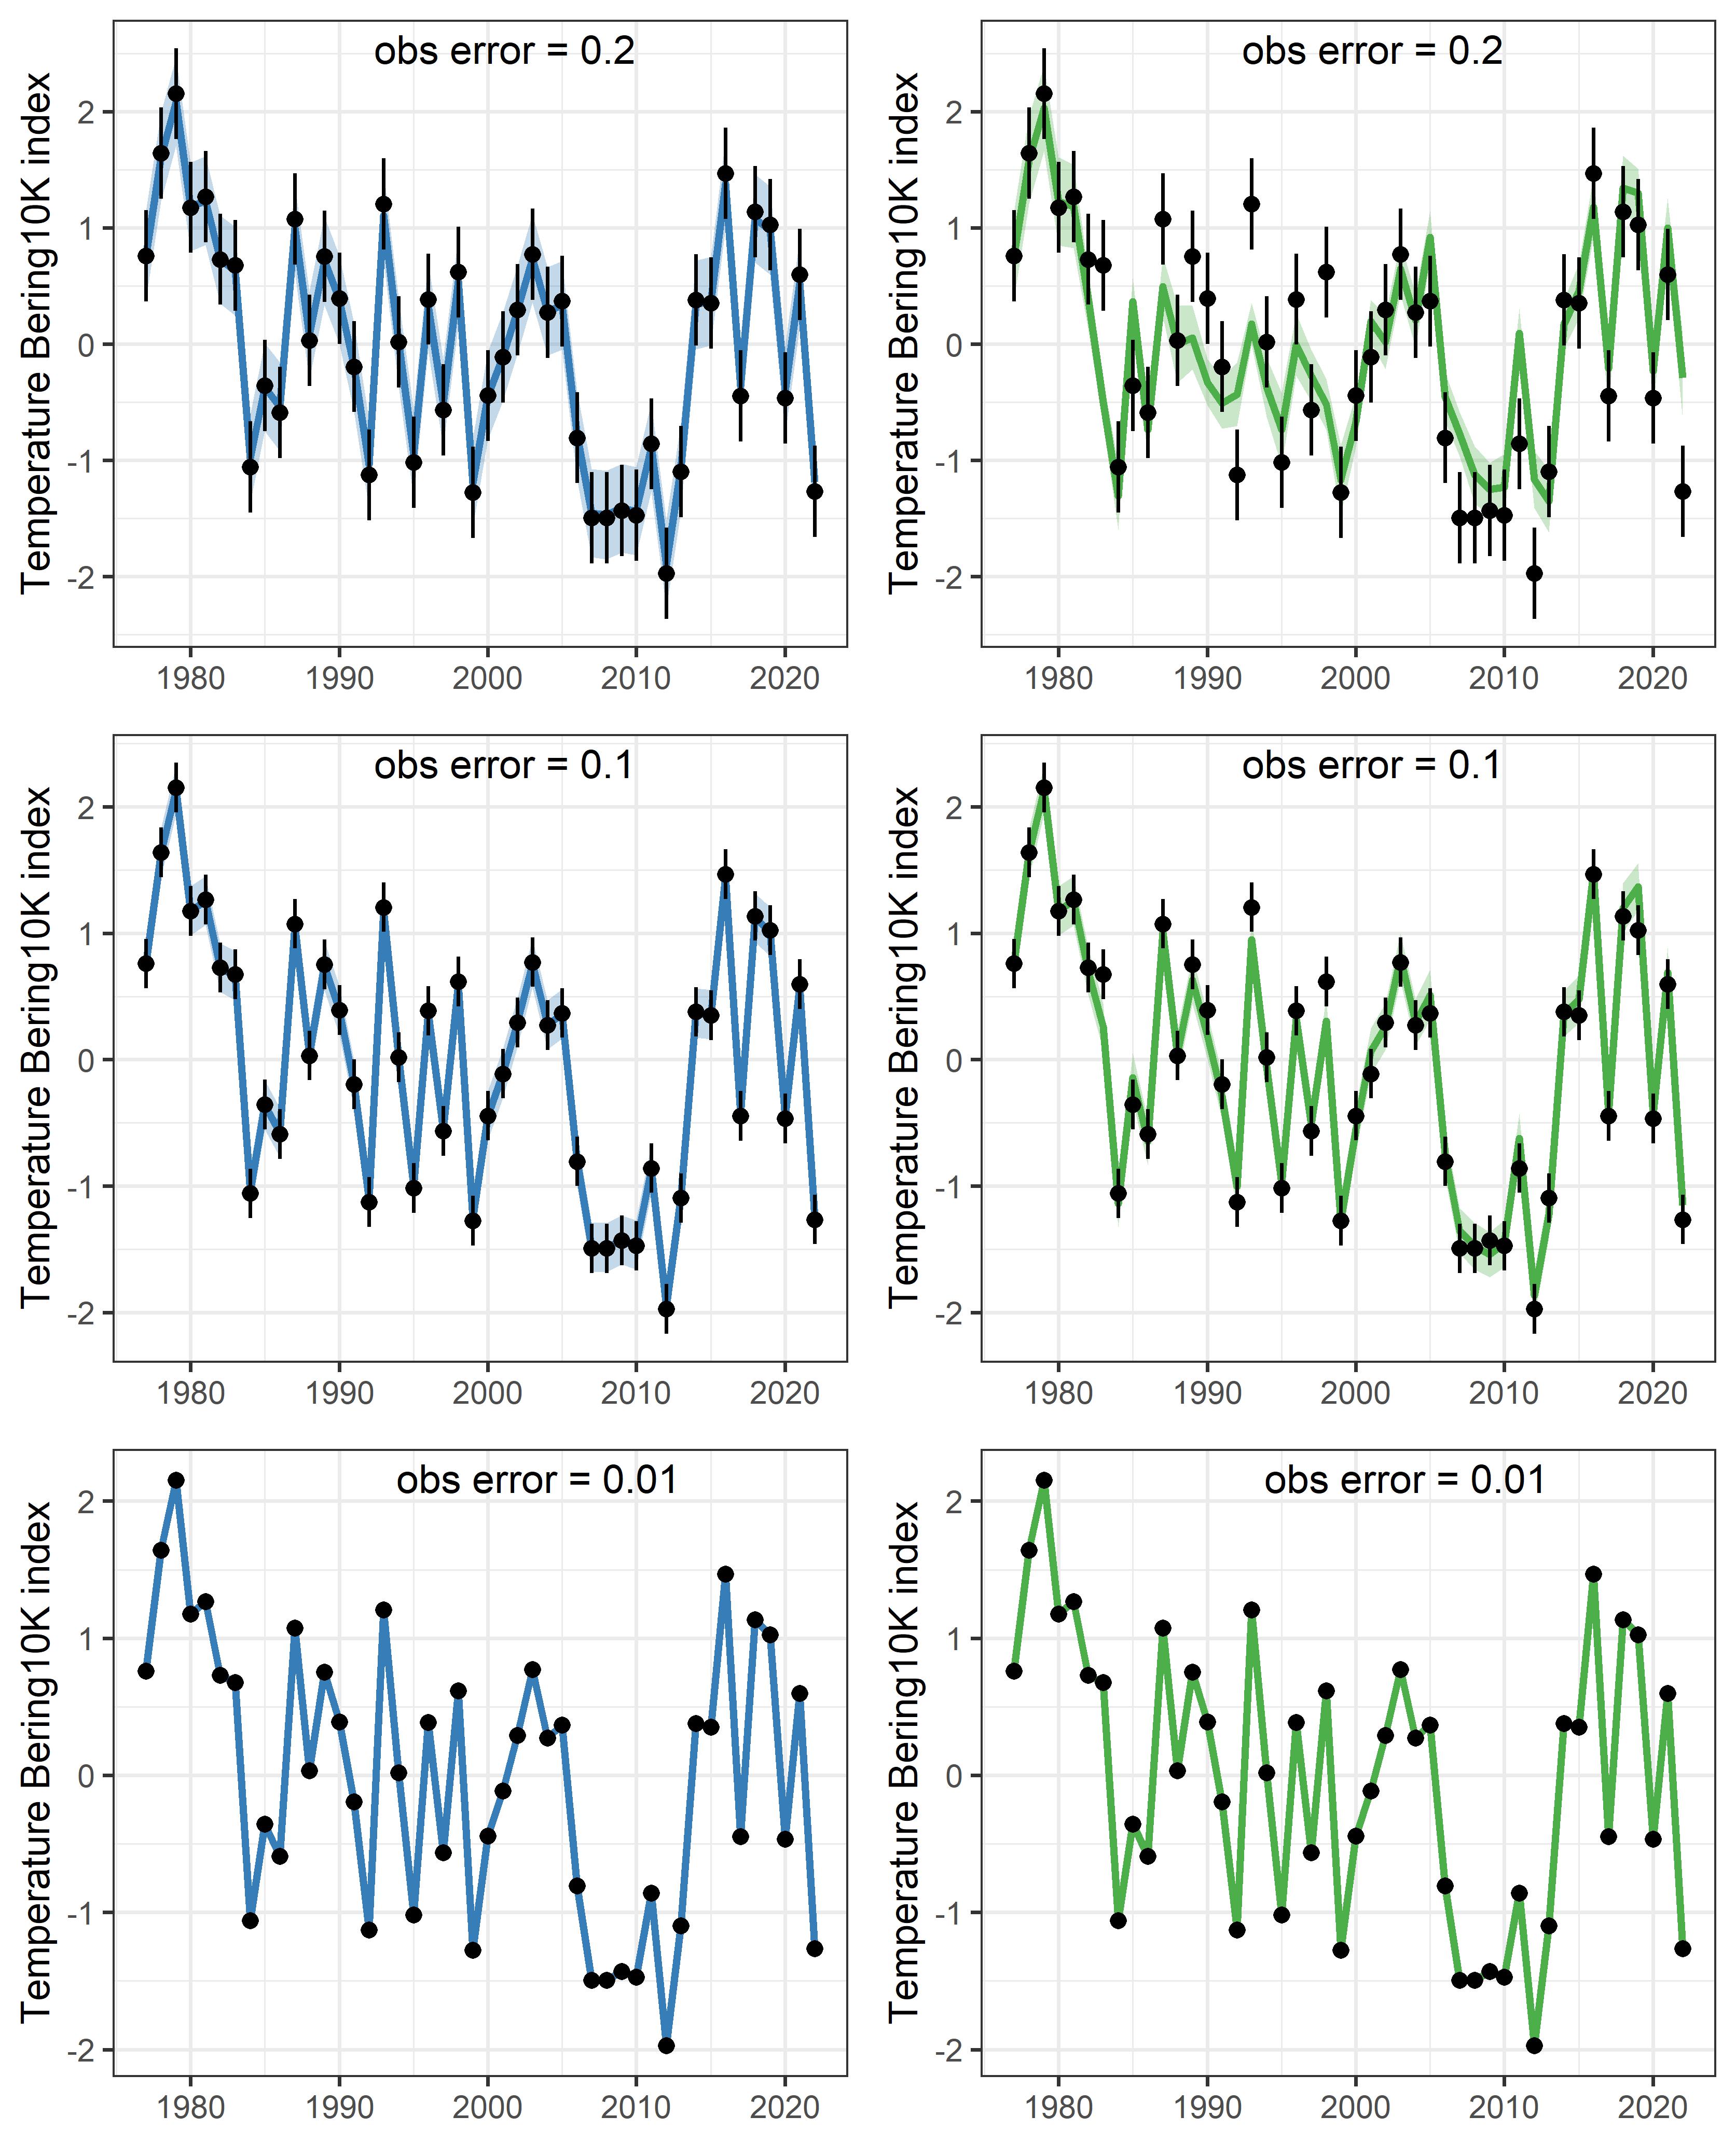 obs error = 0.2
Temperature Bering10K index
2
1
0
-1
-2
1980 1990 2000 2010 2020
obs error = 0.2
Temperature Bering10K index
2
1
0
-1
-2
1980 1990 2000 2010 2020
obs error = 0.1
Temperature Bering10K index
2
1
0
-1
-2
1980 1990 2000 2010 2020
obs error = 0.1
Temperature Bering10K index
2
1
0
-1
-2
1980 1990 2000 2010 2020
obs error = 0.01
Temperature Bering10K index
2
1
0
-1
-2
1980 1990 2000 2010 2020
obs error = 0.01
Temperature Bering10K index
2
1
0
-1
-2
1980 1990 2000 2010 2020